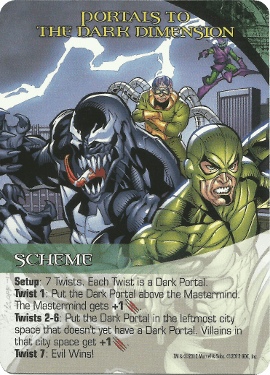 PORTALS TO
THE DARK DIMENSION
SCHEME
Setup: 7 Twists. Each Twist is a Dark Portal.
Twist 1: Put the Dark Portal above the Mastermind.
The Mastermind gets +1
Twists 2-6: Put the Dark Portal in the leftmost city
space that doesn't yet have a Dark Portal. Villains in
that city space get +1
Twist 7: Evil Wins!